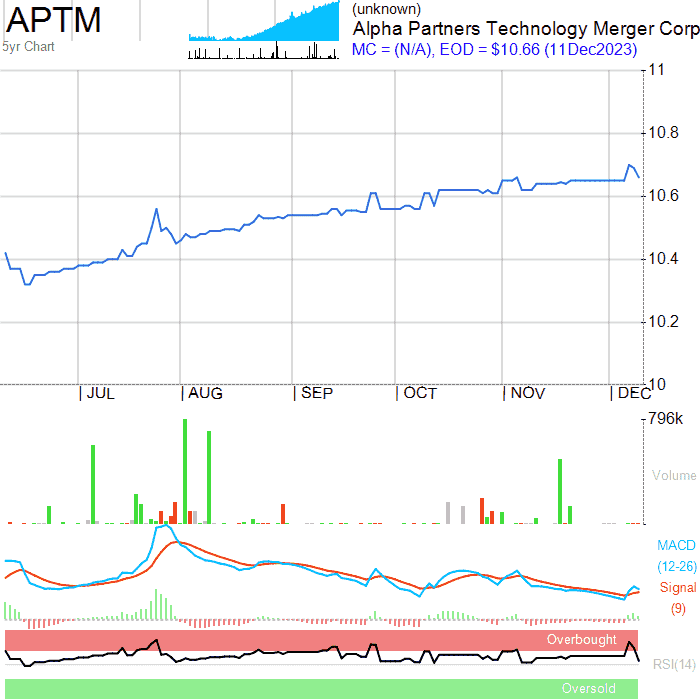 APTM
5yr Chart
(unknown)
Alpha Partners Technology Merger Corp
MC = (N/A), EOD = $10.66 (11Dec2023)
11
10.8
10.6
10.4
10.2
10
JUL AUG SEP OCT NOV DEC
796k
Volume
MACD
(12-26)
Signal
(9)
Overbought
RSI(14)
Oversold